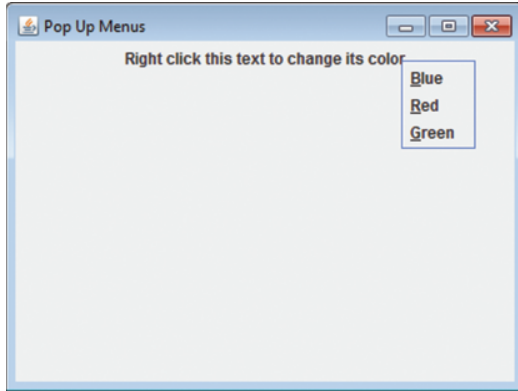 Pop Up Menus
Right click this text to change its color
Blue
Red
Green